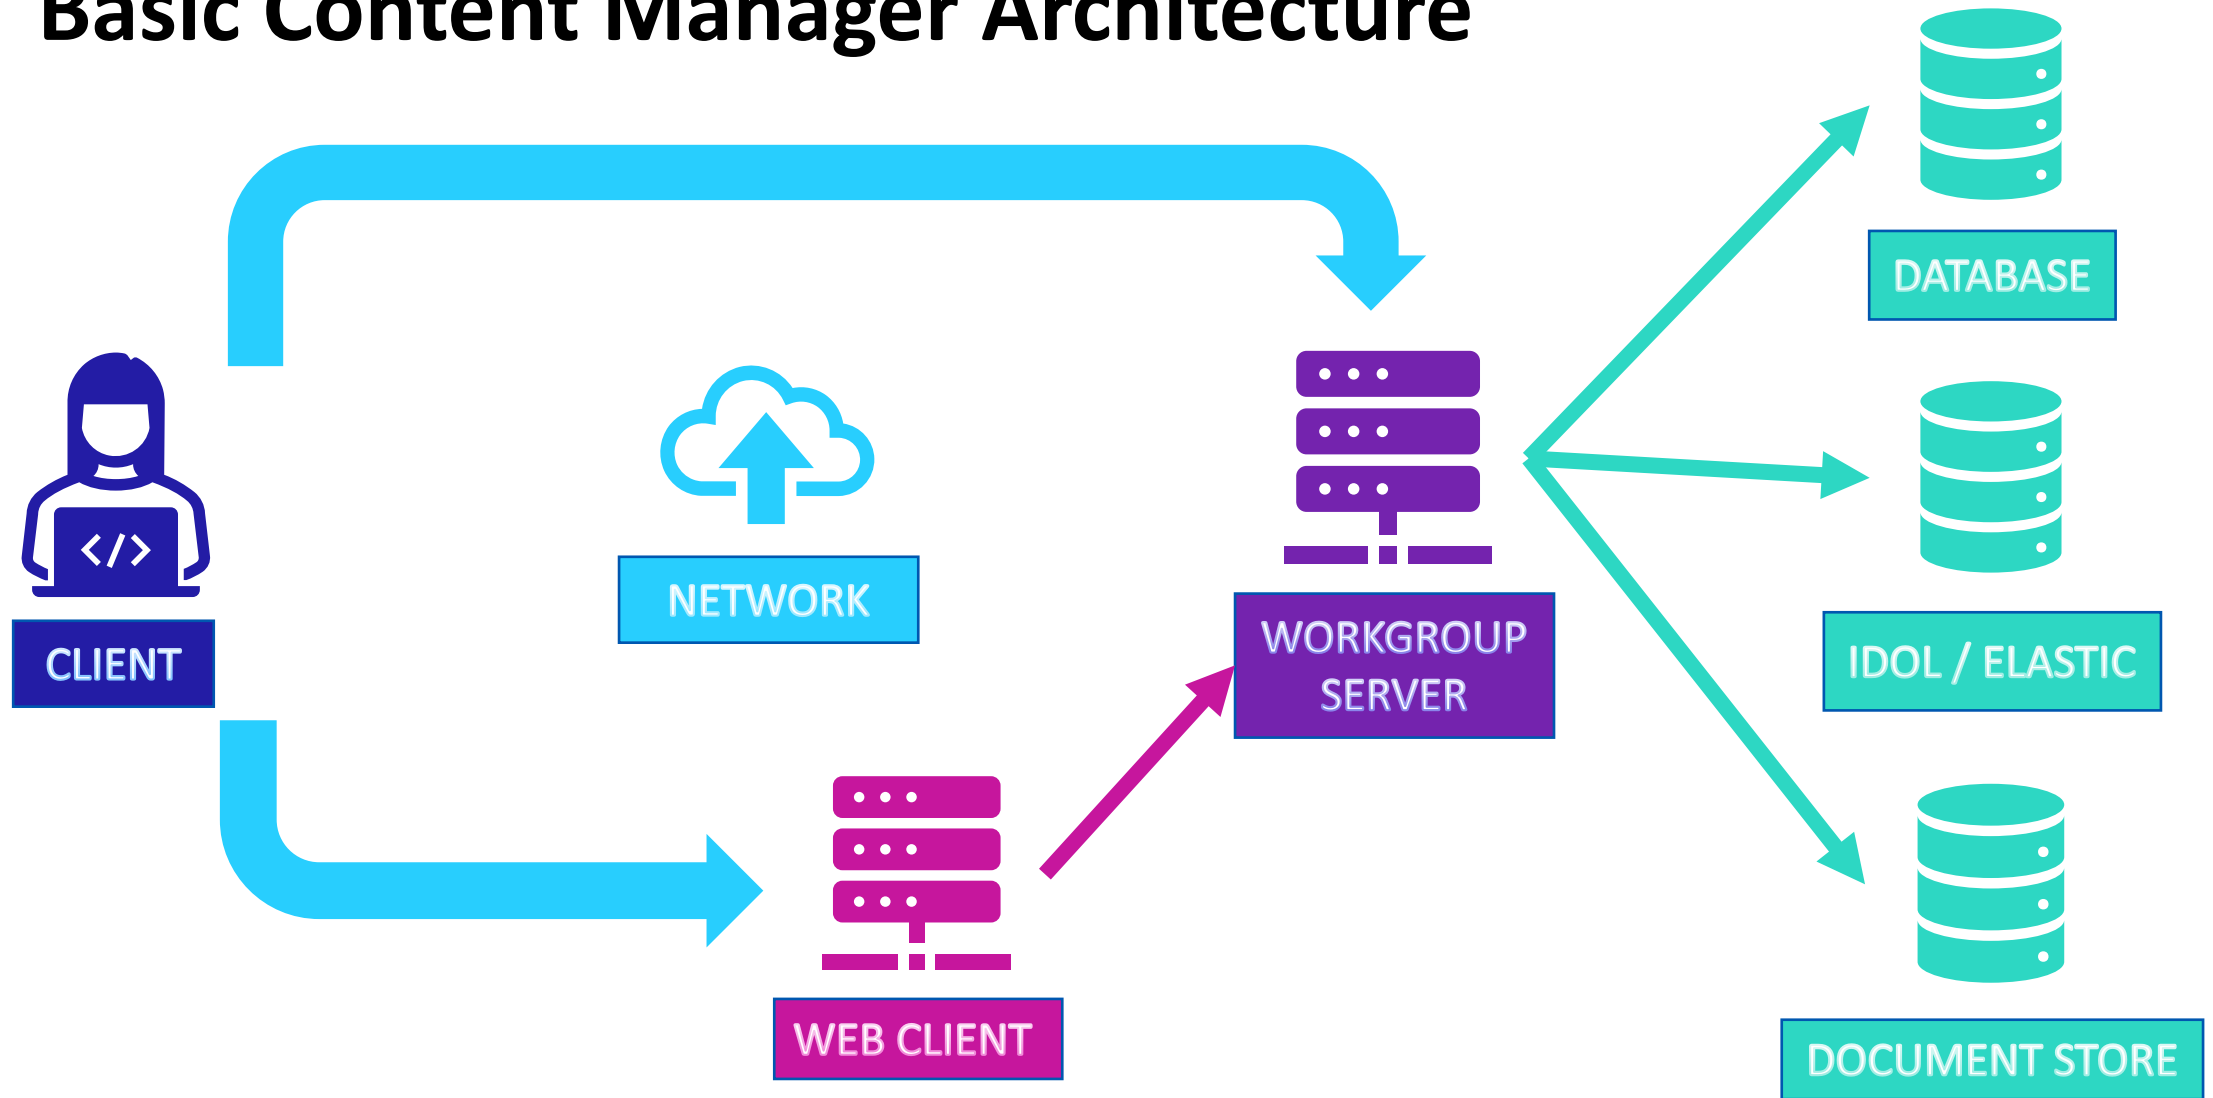 Basic Content Manager Architecture
DATABASE
NETWORK
WORKGROUP
SERVER
CLIENT
</>
IDOL / ELASTIC
WEB CLIENT
DOCUMENT STORE